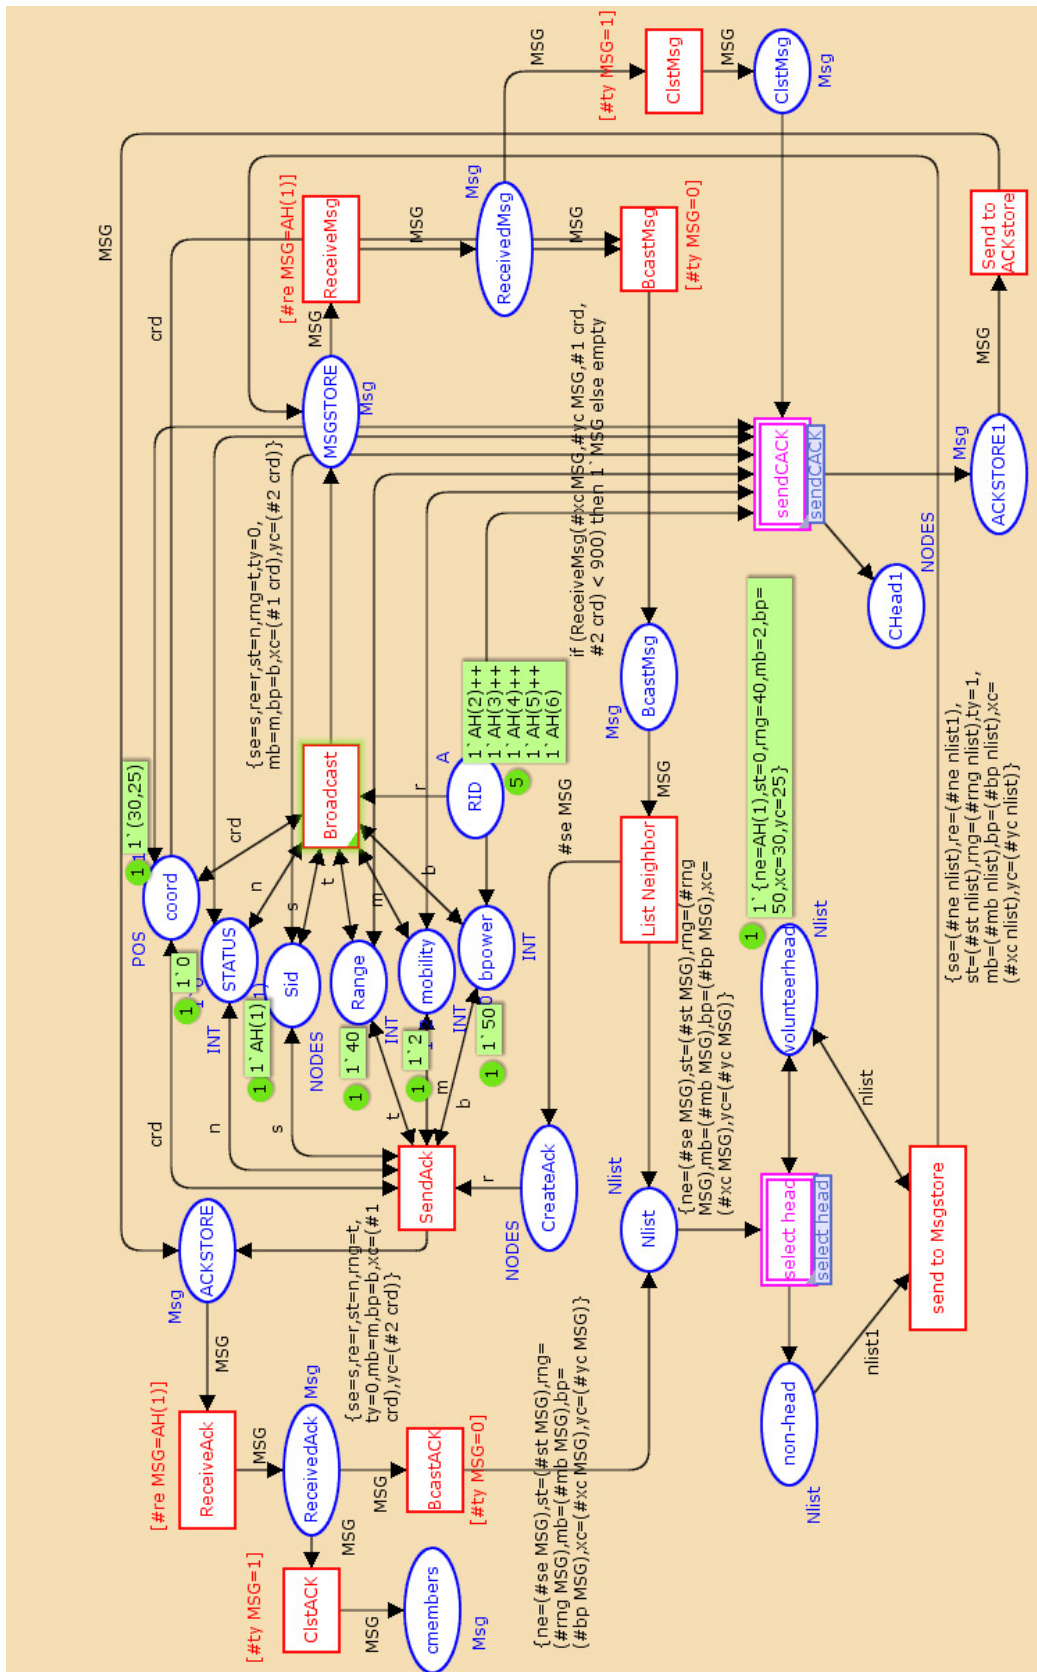 MSG
MSG
[#ty MSG=1]
ClstMsg
MSG
ClstMsg
Msg
crd
[#re MSG=AH(1)]
ReceiveMsg
MSG
ReceivedMsg
Msg
MSG
BcastMsg
[#ty MSG=0]
MSG
MSGSTORE
Msg
Send to
ACKstore
MSG
ACKSTORE1
Msg
sendCACK
sendCACK
CHead1
NODES
{se=s,re=r,st=n,rng=t,ty=0,
mb=m,bp=b,xc=(#1 crd),yc=(#2 crd)}
if (ReceiveMsg(#xc MSG,#yc MSG,#1 crd,
#2 crd) < 900) then 1`MSG else empty
1
1`(30,25)
coord
POS
crd
Broadcast
n
s
t
m
b
r
RID
A
5
1`AH(2)++
1`AH(3)++
1`AH(4)++
1`AH(5)++
1`AH(6)
BcastMsg
Msg
MSG
List Neighbor
#se MSG
1
1`0
STATUS
INT
1
1`AH(1)
Sid
NODES
1
1`40
Range
INT
1
1`2
mobility
INT
1
1`50
bpower
INT
crd
n
s
t
m
b
SendAck
r
CreateAck
NODES
ACKSTORE
Msg
MSG
{se=s,re=r,st=n,rng=t,
ty=0,mb=m,bp=b,xc=(#1
crd),yc=(#2 crd)}
[#re MSG=AH(1)]
ReceiveAck
MSG
ReceivedAck
Msg
MSG
BcastACK
[#ty MSG=0]
MSG
[#ty MSG=1]
ClstACK
MSG
cmembers
Msg
{ne=(#se MSG),st=(#st MSG),rng=
(#rng MSG),mb=(#mb MSG),bp=
(#bp MSG),xc=(#xc MSG),yc=(#yc MSG)}
Nlist
Nlist
{ne=(#se MSG),st=(#st MSG),rng=(#rng
MSG),mb=(#mb MSG),bp=(#bp MSG),xc=
(#xc MSG),yc=(#yc MSG)}
1
1`{ne=AH(1),st=0,rng=40,mb=2,bp=
50,xc=30,yc=25}
volunteerhead
Nlist
select head
select head
non-head
Nlist
nlist
nlist1
send to Msgstore
{se=(#ne nlist),re=(#ne nlist1),
st=(#st nlist),rng=(#rng nlist),ty=1,
mb=(#mb nlist),bp=(#bp nlist),xc=
(#xc nlist),yc=(#yc nlist)}